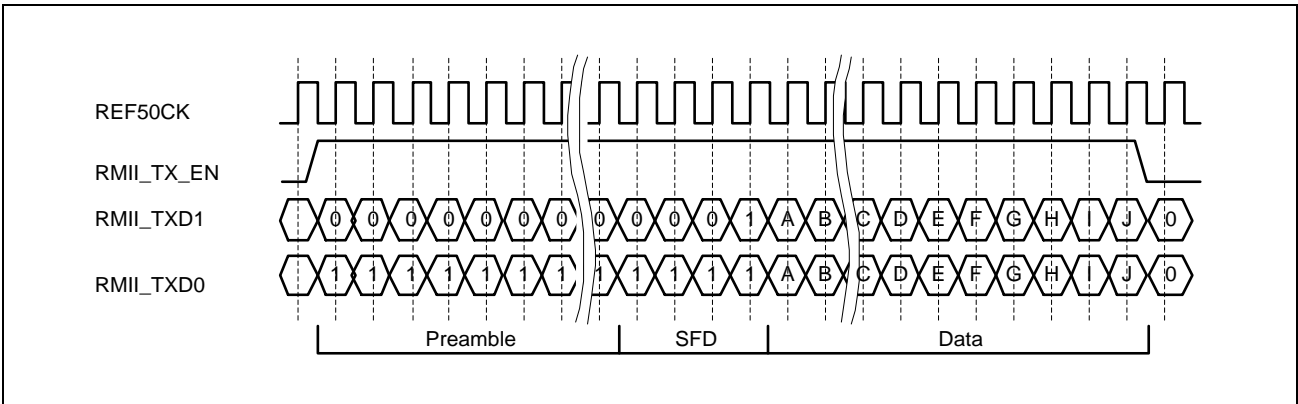 REF50CK
RMII_TX_EN
RMII_TXD1 0 0 0 0 0 0 0 0 0 0 0 1 A B C D E F G H I J 0
RMII_TXD0 1 1 1 1 1 1 1 1 1 1 1 1 A B C D E F G H I J 0
Preamble SFD Data